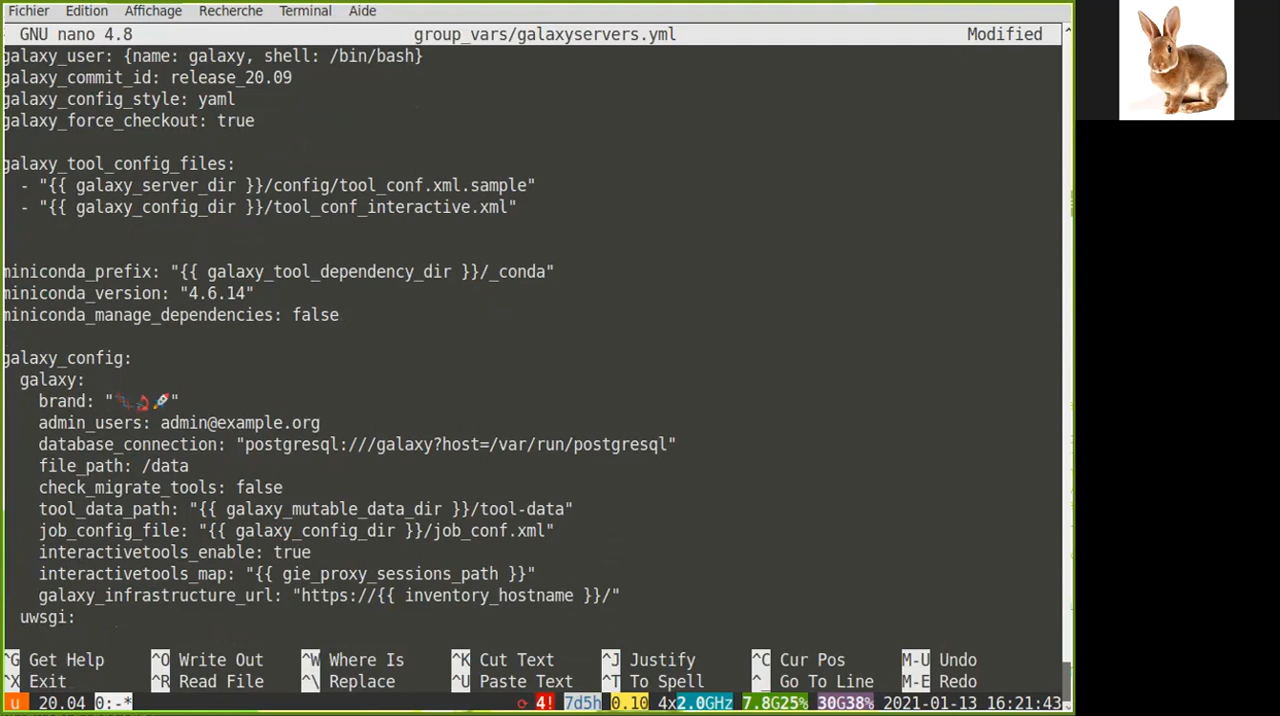 Fichier Edition Affichage Recherche Terminal Aide
GNU nano 4.8 group_vars/galaxyservers.yml Modified
galaxy_user: {name: galaxy, shell: /bin/bash}
galaxy_commit_id: release_20.09
galaxy_config_style: yaml
galaxy_force_checkout: true
galaxy_tool_config_files:
- "{{ galaxy_server_dir }}/config/tool_conf.xml.sample"
- "{{ galaxy_config_dir }}/tool_conf_interactive.xml"
miniconda_prefix: "{{ galaxy_tool_dependency_dir }}/_conda"
miniconda_version: "4.6.14"
miniconda_manage_dependencies: false
galaxy_config:
galaxy:
brand: "🧬🔬🚀"
admin_users: admin@example.org
database_connection: "postgresql:///galaxy?host=/var/run/postgresql"
file_path: /data
check_migrate_tools: false
tool_data_path: "{{ galaxy_mutable_data_dir }}/tool-data"
job_config_file: "{{ galaxy_config_dir }}/job_conf.xml"
interactivetools_enable: true
interactivetools_map: "{{ gie_proxy_sessions_path }}"
galaxy_infrastructure_url: "https://{{ inventory_hostname }}/"
uwsgi:
^G Get Help ^O Write Out ^W Where Is ^K Cut Text ^J Justify ^C Cur Pos M-U Undo
^X Exit ^R Read File ^\ Replace ^U Paste Text ^T To Spell ^_ Go To Line M-E Redo
u 20.04 0:-* 4! 7d5h 0.10 4x2.0GHz 7.8G25% 30G38% 2021-01-13 16:21:43